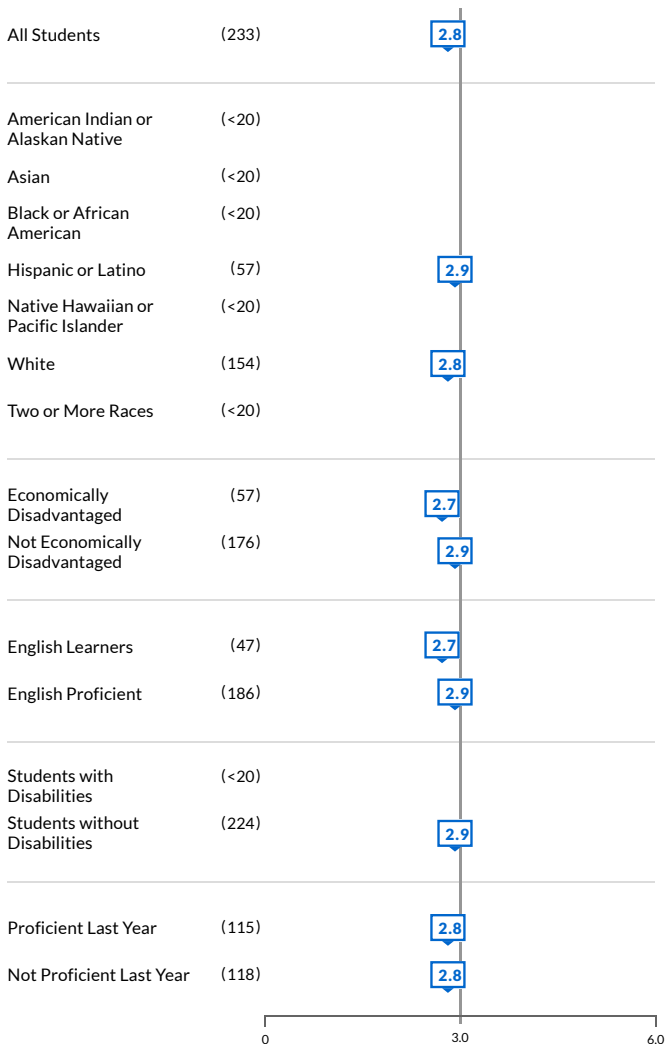 All Students (233) 2.8
American Indian or (<20)
Alaskan Native
Asian (<20)
Black or African (<20)
American
Hispanic or Latino (57) 2.9
Native Hawaiian or (<20)
Pacific Islander
White (154) 2.8
Two or More Races (<20)
Economically (57) 2.7
Disadvantaged
Not Economically (176) 2.9
Disadvantaged
English Learners (47) 2.7
English Proficient (186) 2.9
Students with (<20)
Disabilities
Students without (224) 2.9
Disabilities
Proficient Last Year (115) 2.8
Not Proficient Last Year (118) 2.8
0 3.0 6.0